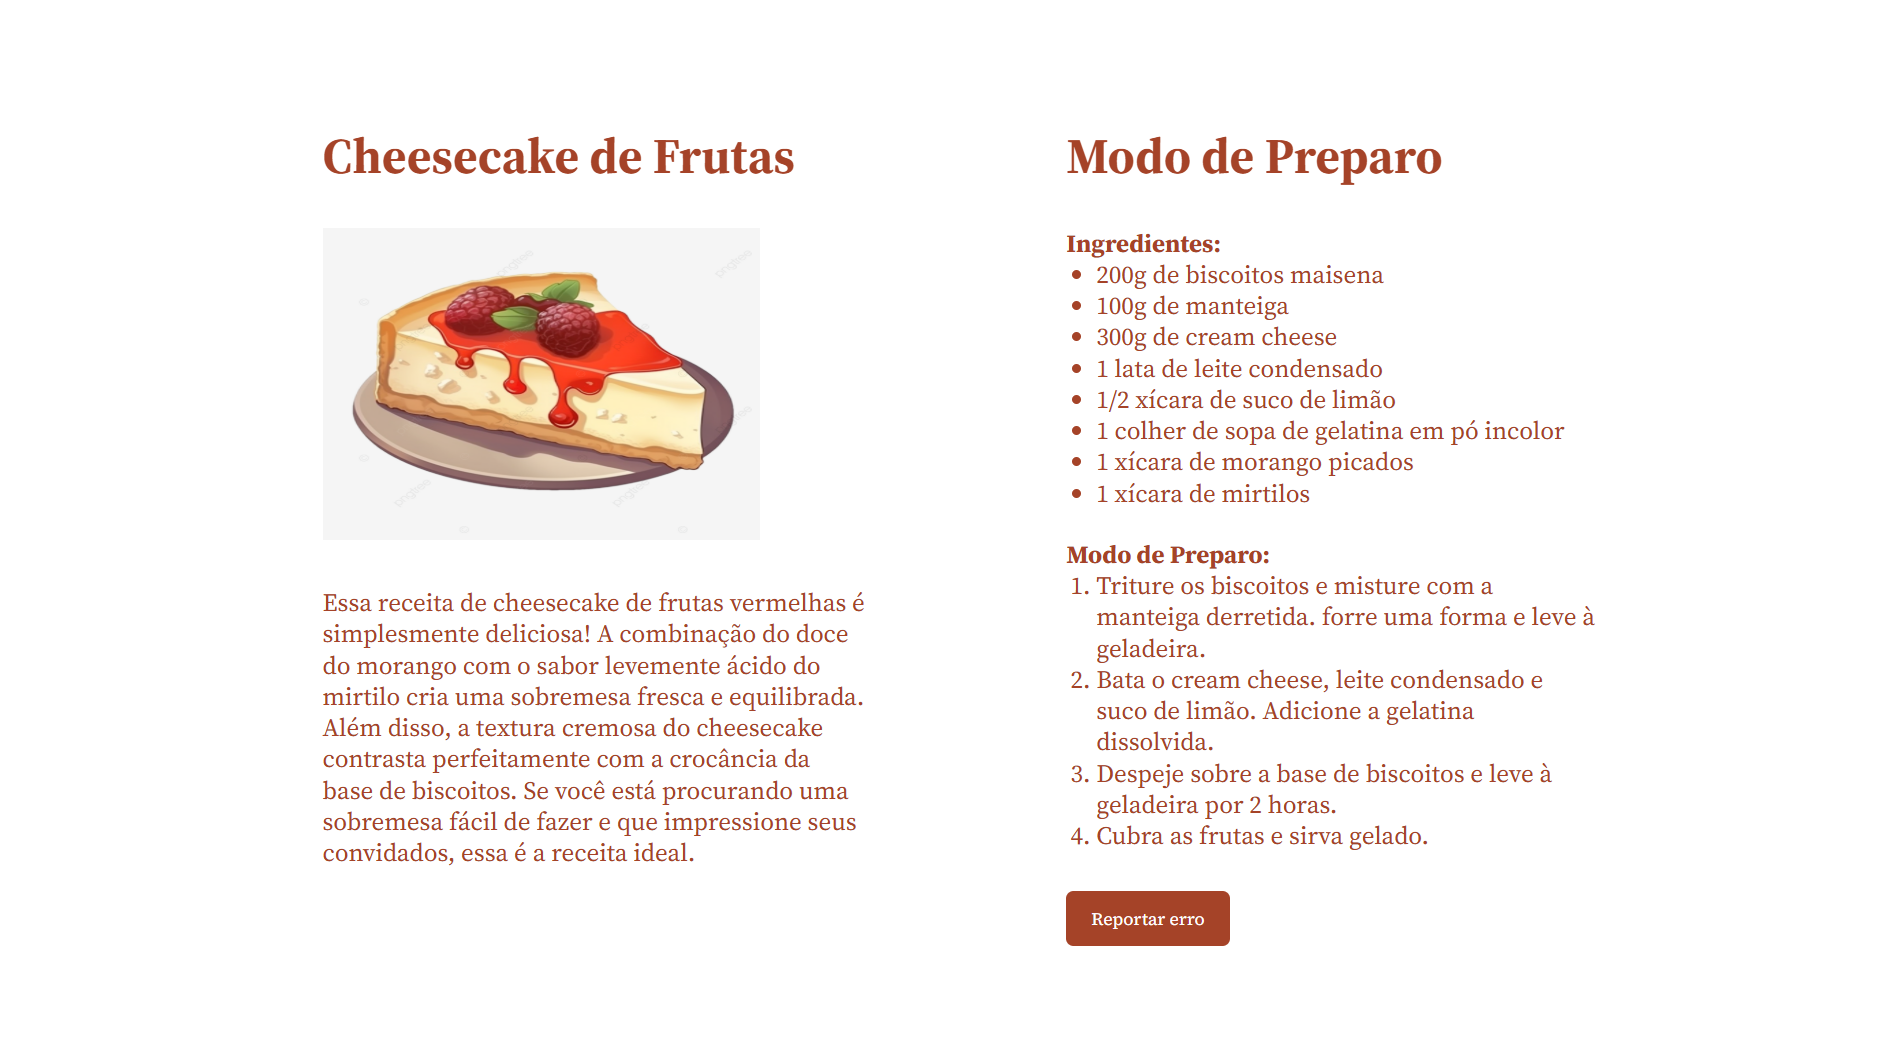 Cheesecake de Frutas
pngtree
pngtree
pngtree
pngtree
Essa receita de cheesecake de frutas vermelhas é
simplesmente deliciosa! A combinação do doce
do morango com o sabor levemente ácido do
mirtilo cria uma sobremesa fresca e equilibrada.
Além disso, a textura cremosa do cheesecake
contrasta perfeitamente com a crocância da
base de biscoitos. Se você está procurando uma
sobremesa fácil de fazer e que impressione seus
convidados, essa é a receita ideal.
Modo de Preparo
Ingredientes:
• 200g de biscoitos maisena
• 100g de manteiga
• 300g de cream cheese
• 1 lata de leite condensado
• 1/2 xícara de suco de limão
• 1 colher de sopa de gelatina em pó incolor
• 1 xícara de morango picados
• 1 xícara de mirtilos
Modo de Preparo:
1. Triture os biscoitos e misture com a
manteiga derretida. forre uma forma e leve à
geladeira.
2. Bata o cream cheese, leite condensado e
suco de limão. Adicione a gelatina
dissolvida.
3. Despeje sobre a base de biscoitos e leve à
geladeira por 2 horas.
4. Cubra as frutas e sirva gelado.
Reportar erro